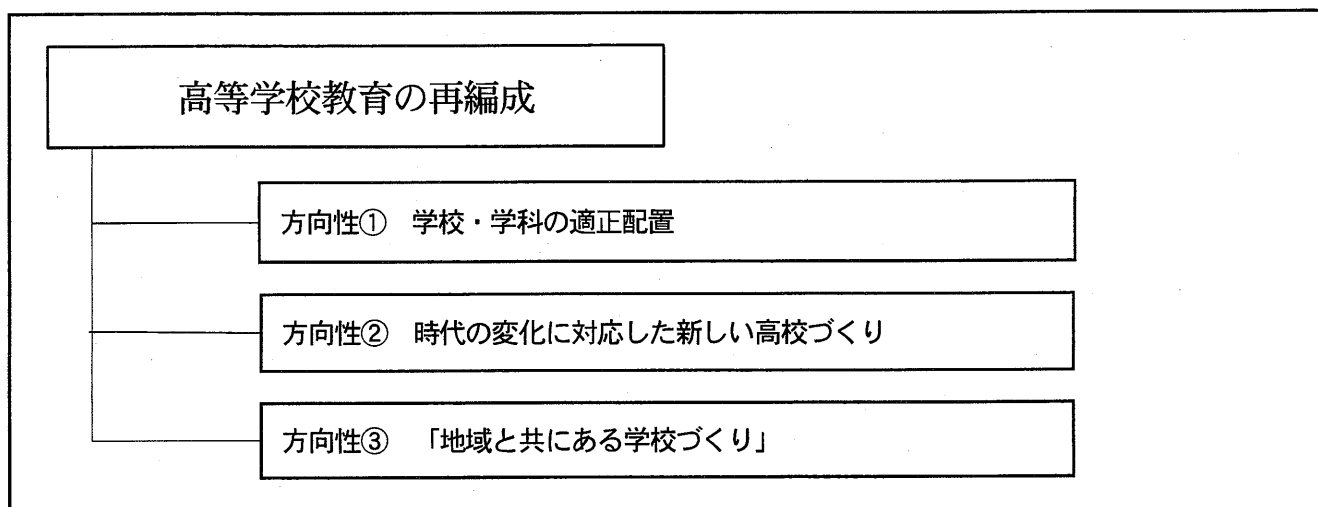 高等学校教育の再編成
方向性① 学校・学科の適正配置
方向性② 時代の変化に対応した新しい高校づくり
方向性③ 「地域と共にある学校づくり」